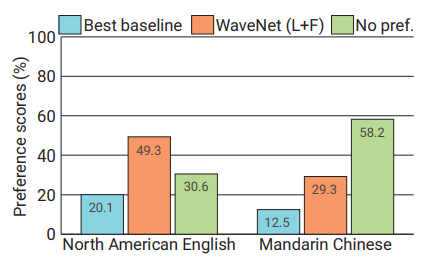 Best baseline WaveNet (L+F) No pref.
Preference scores (%)
100
80
60
40
20
0
20.1 49.3 30.6
12.5 29.3 58.2
North American English Mandarin Chinese